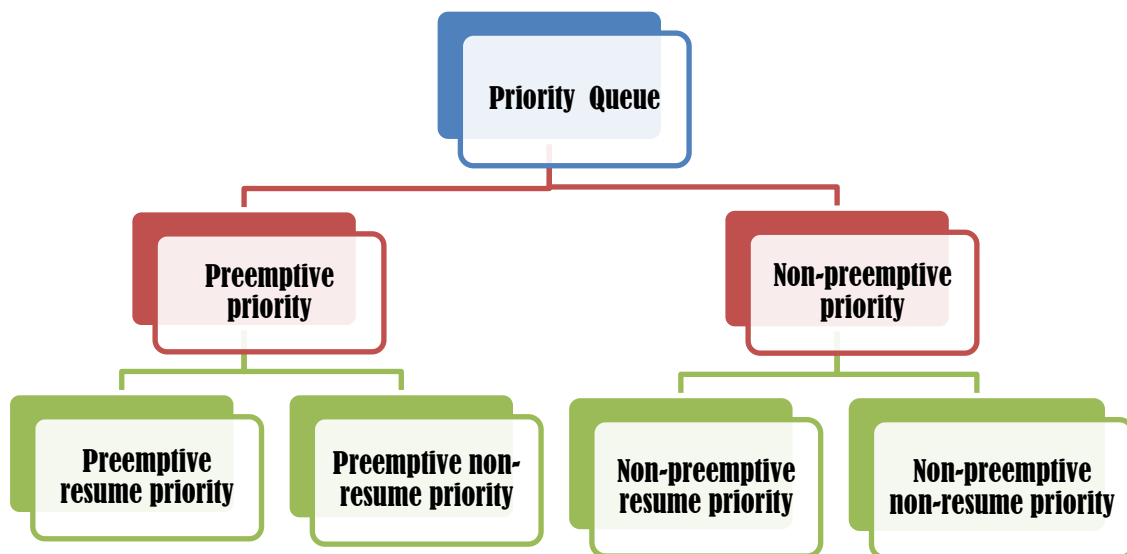 Priority Queue
Preemptive
priority
Non-preemptive
priority
Preemptive
resume priority
Preemptive non-
resume priority
Non-preemptive
resume priority
Non-preemptive
non-resume priority